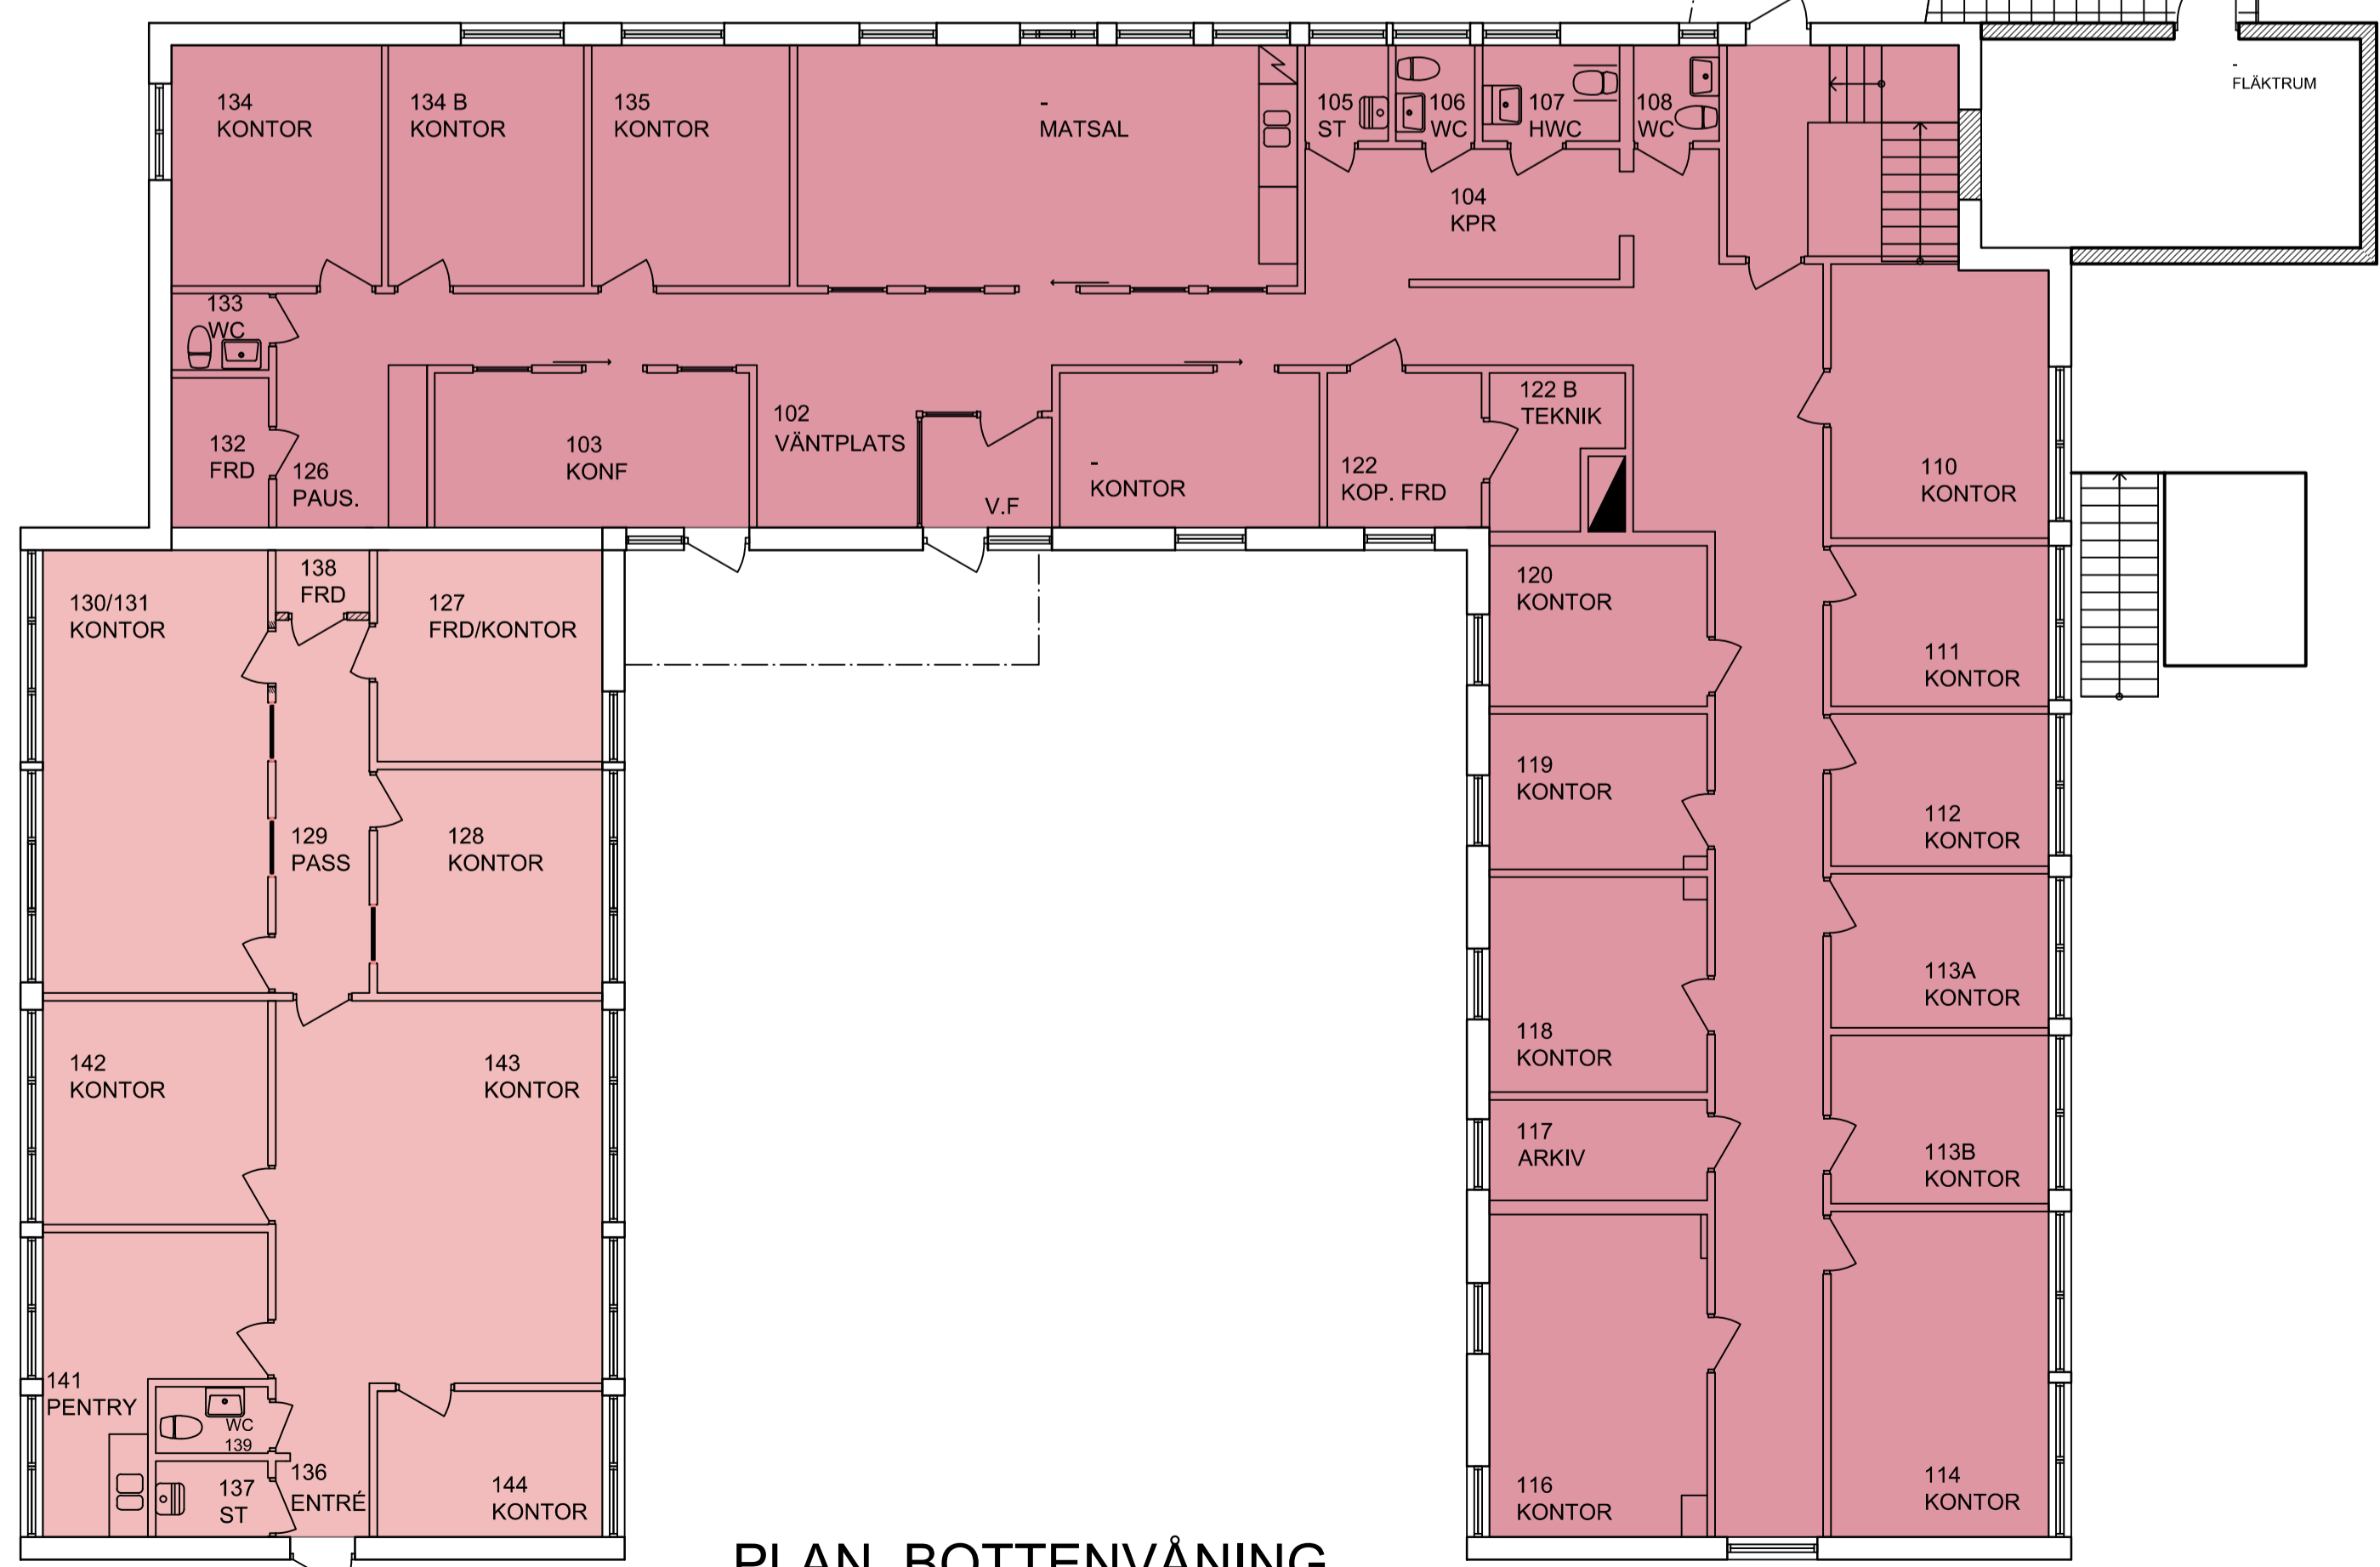 134
KONTOR
134 B
KONTOR
135
KONTOR
-
MATSAL
105
ST
106
WC
107
HWC
108
WC
-
FLÄKTRUM
104
KPR
133
WC
132
FRD
126
PAUS.
103
KONF
102
VÄNTPLATS
V.F
-
KONTOR
122
KOP. FRD
122 B
TEKNIK
110
KONTOR
130/131
KONTOR
138
FRD
127
FRD/KONTOR
120
KONTOR
111
KONTOR
129
PASS
128
KONTOR
119
KONTOR
112
KONTOR
118
KONTOR
113A
KONTOR
142
KONTOR
143
KONTOR
117
ARKIV
113B
KONTOR
141
PENTRY
WC
139
137
ST
136
ENTRÉ
144
KONTOR
116
KONTOR
114
KONTOR
PLAN BOTTENVÅNING